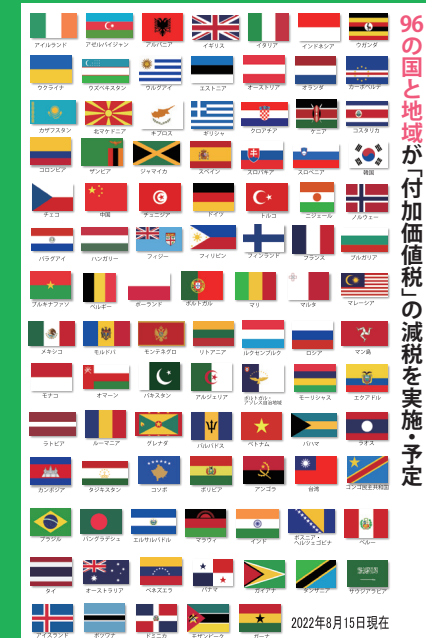 96の国と地域が「付加価値税」の減税を実施・予定
アイルランド アゼルバイジャン アルバニア イギリス イタリア インドネシア ウガンダ
ウクライナ ウズベキスタン ウルグアイ エストニア オーストリア オランダ カーボベルデ
カザフスタン 北マケドニア キプロス ギリシャ クロアチア ケニア コスタリカ
コロンビア ザンビア ジャマイカ スペイン スロバキア スロベニア 韓国
チェコ 中国 チュニジア ドイツ トルコ ニジェール ノルウェー
パラグアイ ハンガリー フィジー フィリピン フィンランド フランス ブルガリア
ブルキナファソ ベルギー ポーランド ポルトガル マリ マルタ マレーシア
メキシコ モルドバ モンテネグロ リトアニア ルクセンブルク ロシア マン島
モナコ オマーン パキスタン アルジェリア ポルトガル・ モーリシャス エクアドル
アゾレス自治地域
ラトビア ルーマニア グレナダ バルバドス ベトナム バハマ ラオス
カンボジア タジキスタン コソボ ボリビア アンゴラ 台湾 コンゴ民主共和国
ブラジル バングラデシュ エルサルバドル マラウィ インド ボスニア・ ペルー
ヘルツェゴビナ
タイ オーストラリア ベネズエラ パナマ ガイアナ タンザニア サウジアラビア
アイスランド ボツワナ ドミニカ モザンビーク ガーナ
2022年8月15日現在